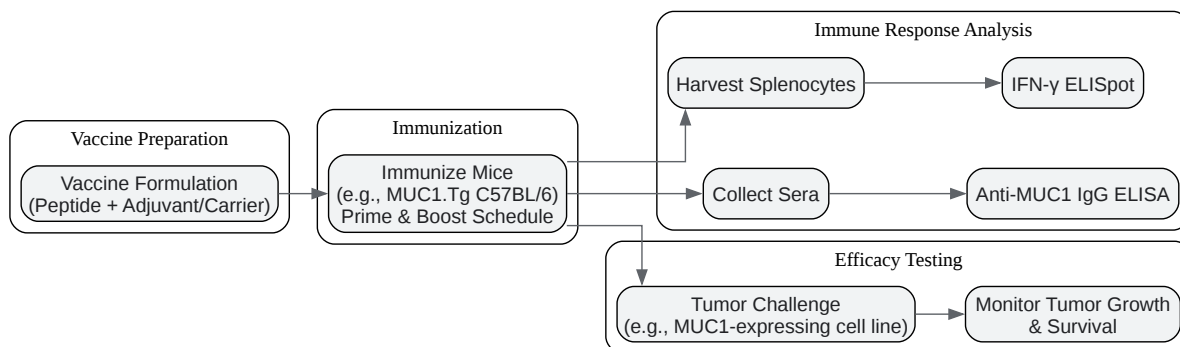 Vaccine Preparation
Vaccine Formulation
(Peptide + Adjuvant/Carrier)
Immunization
Immunize Mice
(e.g., MUC1.Tg C57BL/6)
Prime & Boost Schedule
Immune Response Analysis
Harvest Splenocytes
IFN-γ ELISpot
Collect Sera
Anti-MUC1 IgG ELISA
Efficacy Testing
Tumor Challenge
(e.g., MUC1-expressing cell line)
Monitor Tumor Growth
& Survival